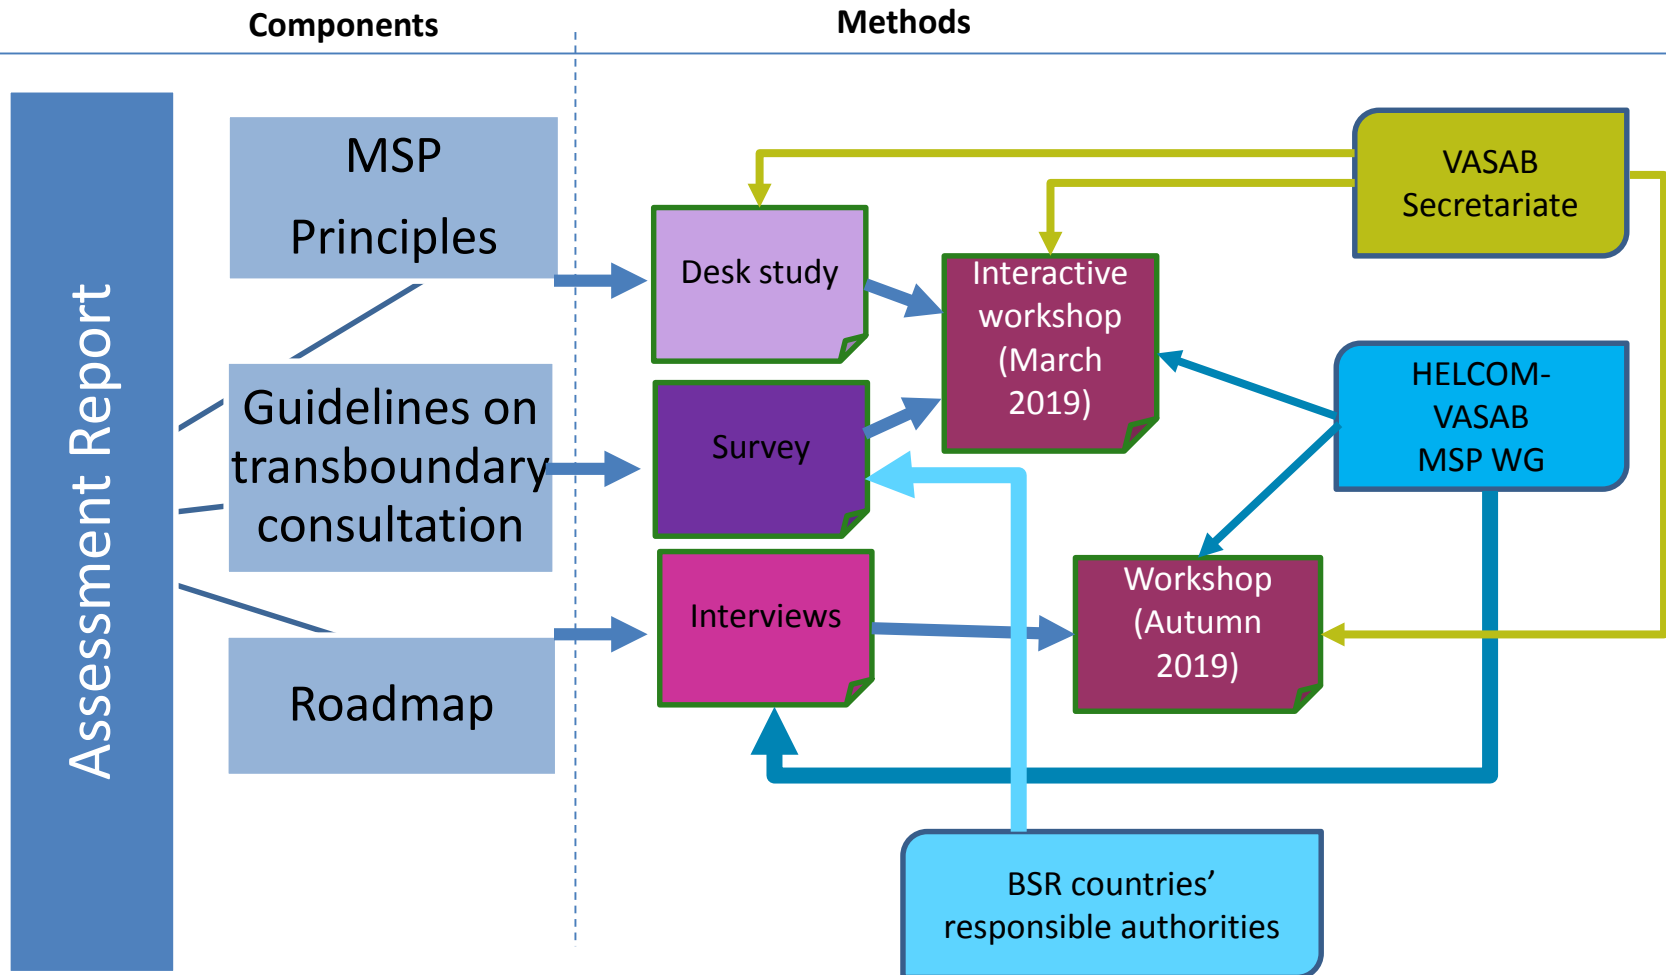 Components
Methods
Assessment Report
MSP
Principles
Guidelines on
transboundary
consultation
Roadmap
Desk study
Survey
Interviews
Interactive
workshop
(March
2019)
Workshop
(Autumn
2019)
VASAB
Secretariate
HELCOM-
VASAB
MSP WG
BSR countries’
responsible authorities